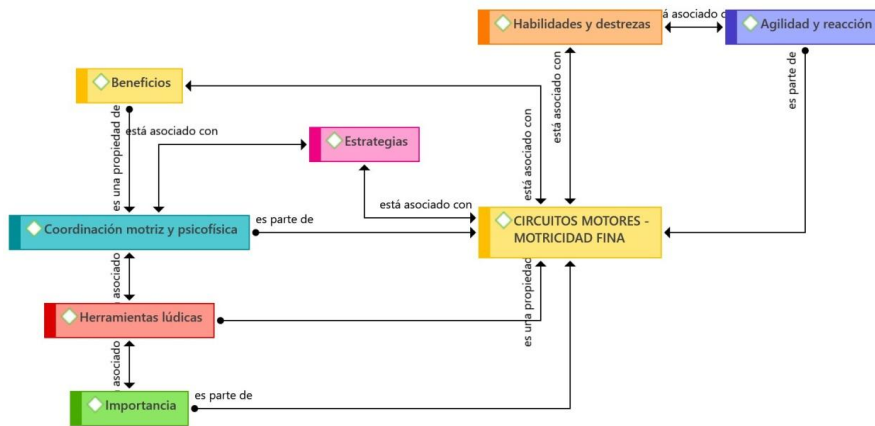 Habilidades y destrezas
á asociado c
Agilidad y reacción
es parte de
Beneficios
está asociado con
está asociado con
es una propiedad de
está asociado con
Estrategias
está asociado con
Coordinación motriz y psicofísica
es parte de
CIRCUITOS MOTORES -
MOTRICIDAD FINA
asociado
es una propiedad
Herramientas lúdicas
asociado
es parte de
Importancia